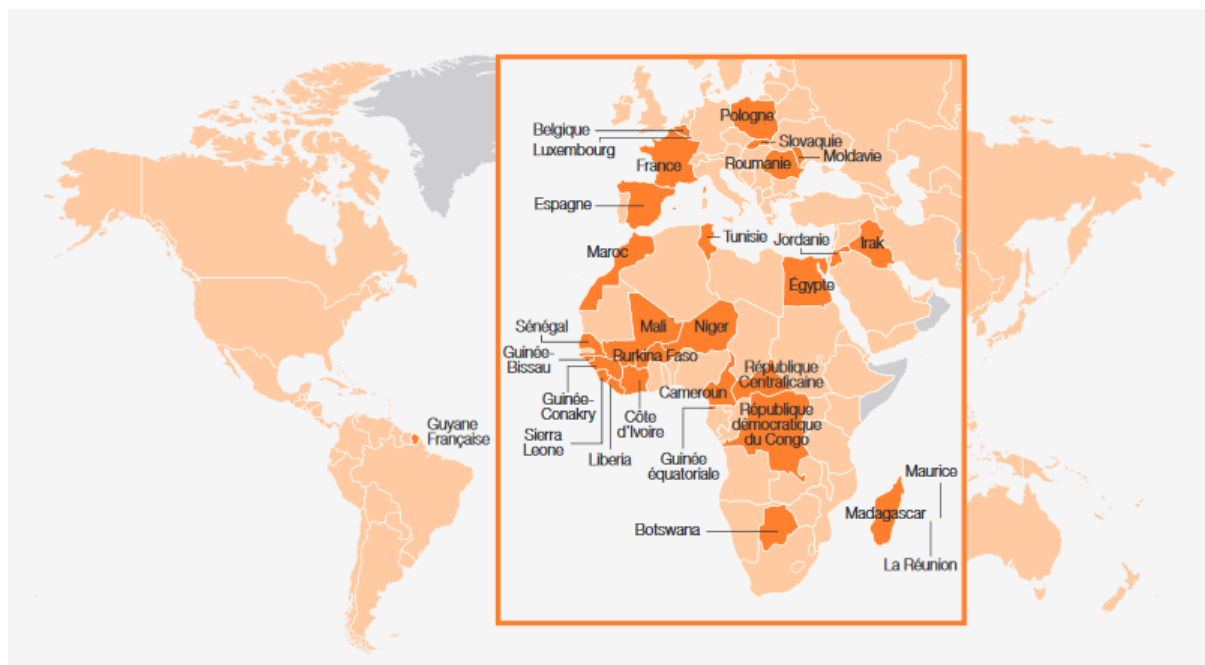 Pologne
Belgique
Luxembourg
Slovaquie
Moldavie
Roumanie
France
Espagne
Tunisie
Jordanie
Irak
Maroc
Égypte
Sénégal
Mali
Niger
Guinée-
Bissau
Burkina Faso
République
Centralicaine
Cameroun
Guinée-
Conakry
Côte
d'Ivoire
République
démocratique
du Congo
Guyane
Française
Sierra
Leone
Liberia
Guinée
équatoriale
Maurice
Madagascar
Botswana
La Réunion